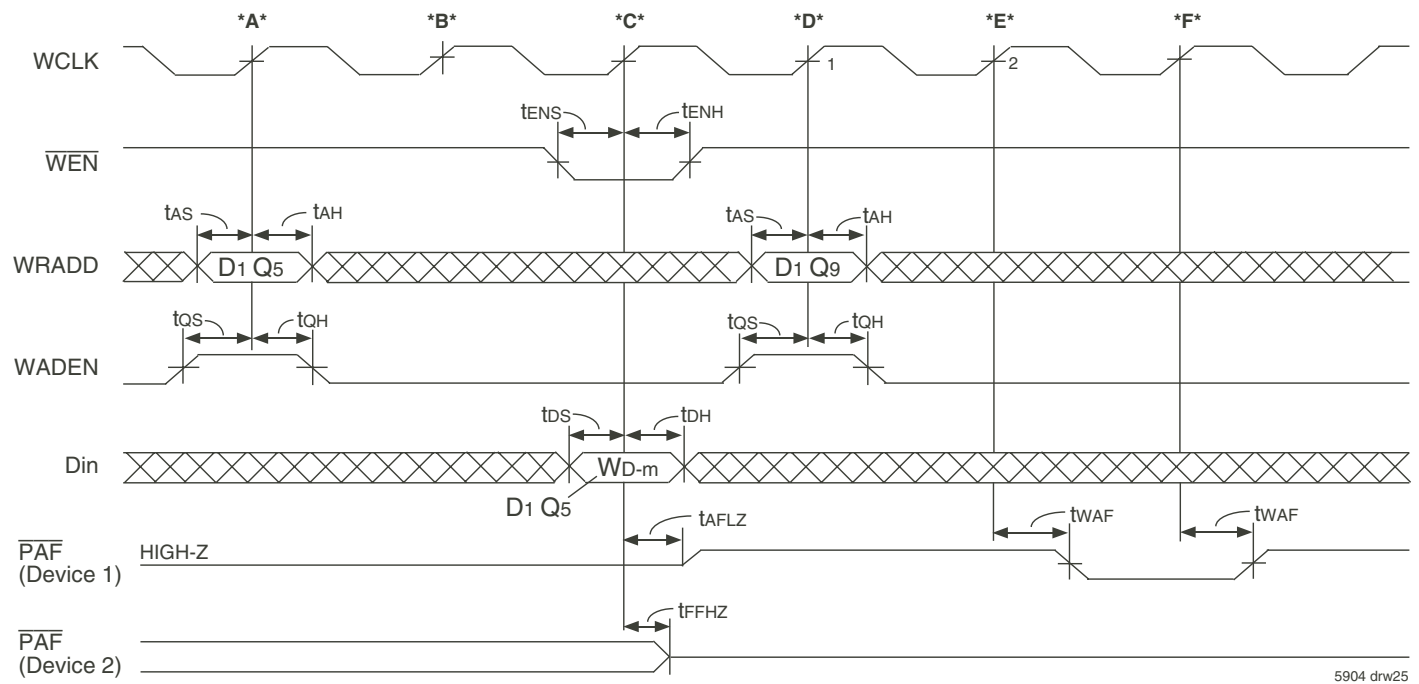 *A* *B* *C* *D* *E* *F*
WCLK 1 2
tENS tENH
WEN
tAS tAH tAS tAH
WRADD D1 Q5 D1 Q9
tQS tQH tQS tQH
WADEN
tDS tDH
Din WD-m
D1 Q5
tAFLZ tWAF tWAF
PAF HIGH-Z
(Device 1)
tFFHZ
PAF
(Device 2)
5904 drw25